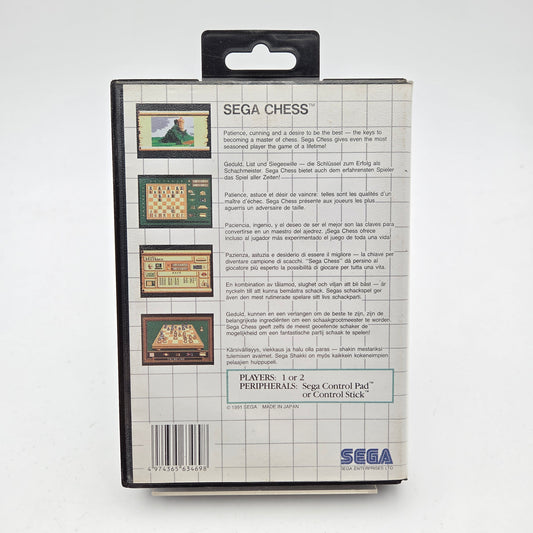 SEGA CHESS™
Patience, cunning and a desire to be the best — the keys to
becoming a master of chess. Sega Chess gives even the most
seasoned player the game of a lifetime!
Geduld, List und Siegeswille — die Schlüssel zum Erfolg als
Schachmeister. Sega Chess bietet auch dem erfahrensten Spieler
das Spiel aller Zeiten!
Patience, astuce et désir de vaincre: telles sont les qualités d'un
maître d'échec. Sega Chess présente aux joueurs les plus
aguerris un adversaire de taille.
Paciencia, ingenio, y el deseo de ser el mejor son las claves para
convertirse en un maestro del ajedrez. ¡Sega Chess ofrece
incluso al jugador más experimentado el juego de toda una vida!
Pazienza, astuzia e desiderio di essere il migliore — la chiave per
diventare campione di scacchi. "Sega Chess" dà persino al
giocatore più esperto la possibilità di giocare per tutta una vita.
En kombination av tålamod, slughet och viljan att bli bäst — är
nyckeln till att kunna bemästra schack. Segas schackspel ger
även den mest rutinerade spelare sitt livs schackparti.
Geduld, kunnen en een verlangen om de beste te zijn, zijn de
belangrijkste ingrediënten om een schaakgrootmeester te worden.
Sega Chess geeft zelfs de meest geoefende schaker de
mogelijkheid om een fantastische partij schaak te spelen!
Kärsivällisyys, viekkaus ja halu olla paras — shakin mestariksi
tulemisen avaimet. Sega Shakki on myös kaikkein kokeneimpien
pelaajien huippupeli.
PLAYERS: 1 or 2
PERIPHERALS: Sega Control Pad™
or Control Stick™
© 1991 SEGA MADE IN JAPAN
4 974365 634698
SEGA
SEGA ENTERPRISES LTD.